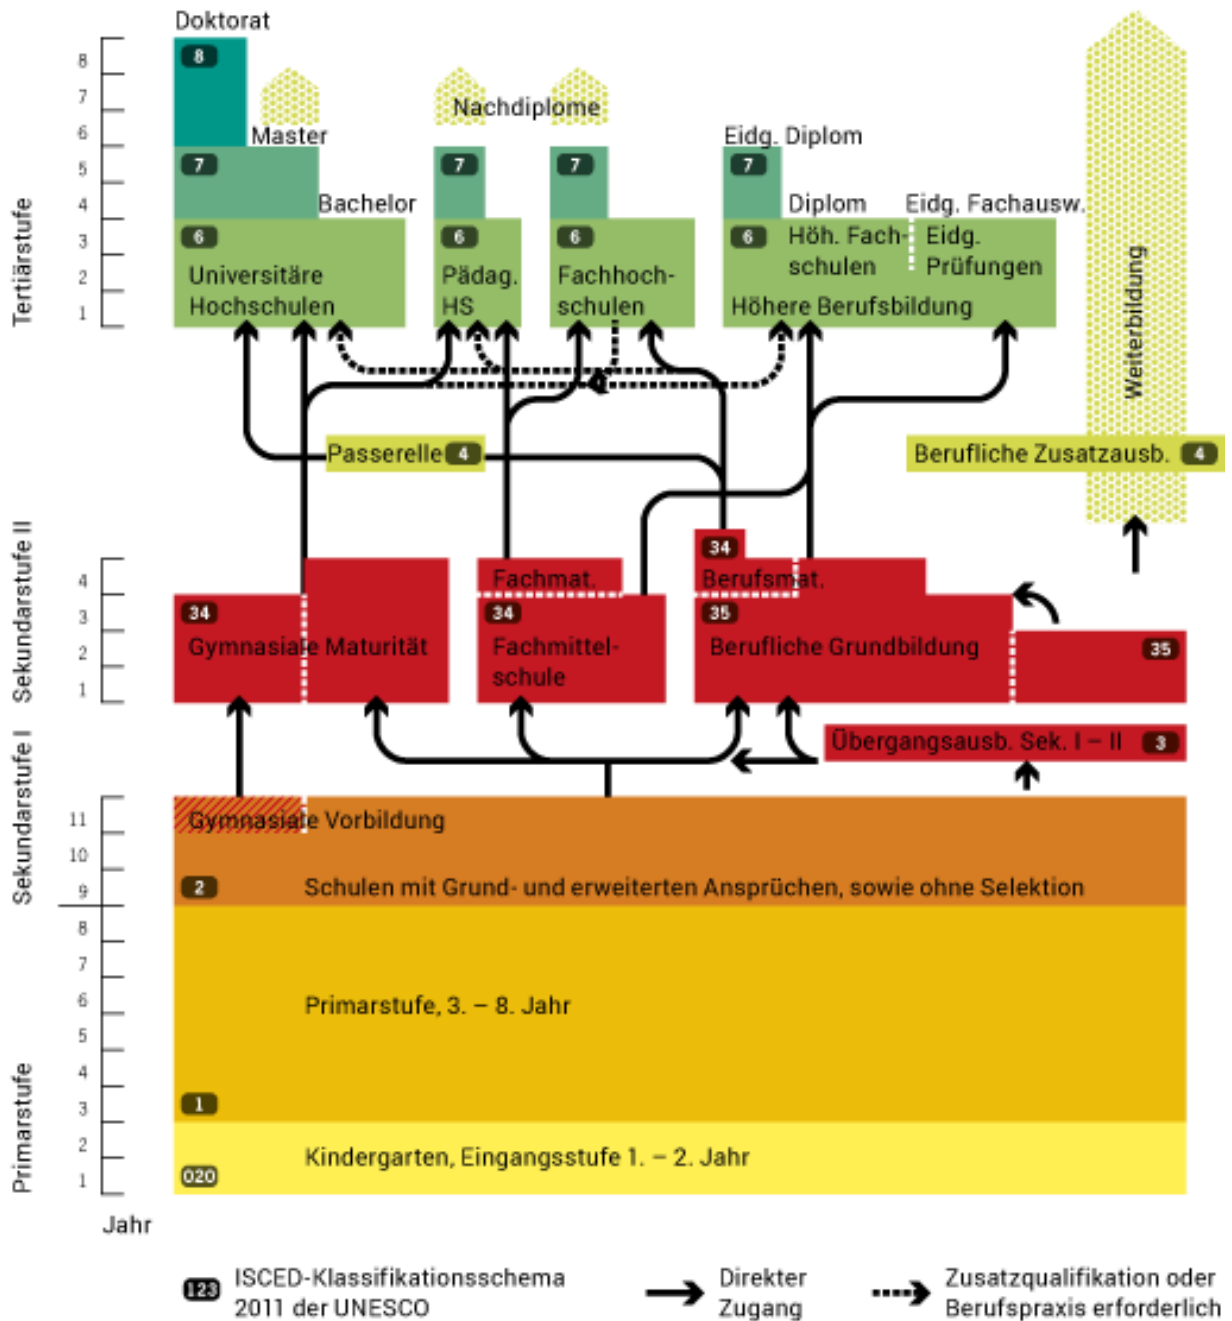 Doktorat
8
8
7
Nachdiplome
6
Master
Eidg. Diplom
5
7
7
7
7
4
Bachelor
Diplom
Eidg. Fachausw.
3
6
6
6
6
Höh. Fach-
schulen
Eidg.
Prüfungen
2
Universitäre
Hochschulen
Pädag.
HS
Fachhoch-
schulen
Höhere Berufsbildung
1
Tertiärstufe
Weiterbildung
Passerelle 4
Berufliche Zusatzausb. 4
Sekundarstufe II
34
4
Fachmat.
Berufsmat.
3
34
34
35
2
Gymnasiale Maturität
Fachmittel-
schule
Berufliche Grundbildung
35
1
Übergangsausb. Sek. I – II 3
Sekundarstufe I
11
Gymnasiale Vorbildung
10
9
2
Schulen mit Grund- und erweiterten Ansprüchen, sowie ohne Selektion
8
7
6
Primarstufe, 3. – 8. Jahr
5
4
3
1
Primarstufe
2
Kindergarten, Eingangsstufe 1. – 2. Jahr
1
020
Jahr
123
ISCED-Klassifikationsschema
2011 der UNESCO
Direkter
Zugang
Zusatzqualifikation oder
Berufspraxis erforderlich